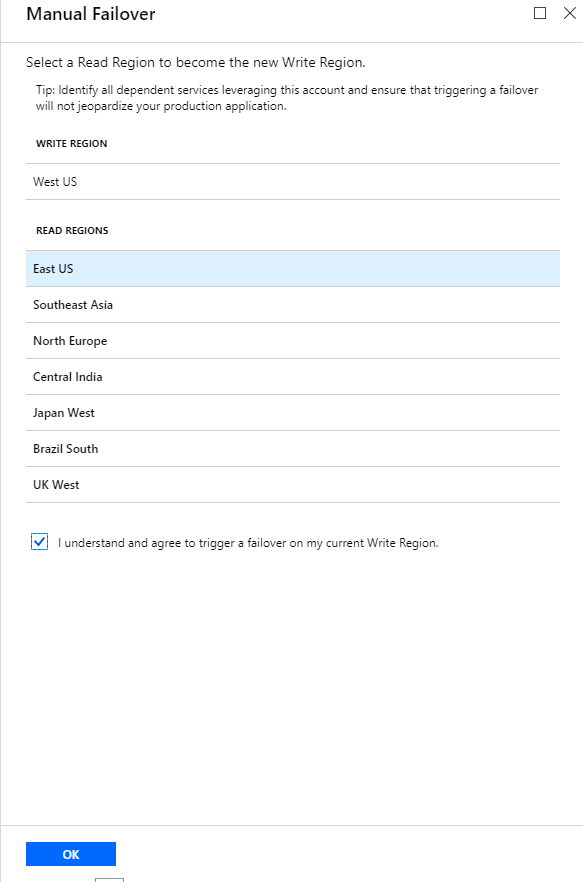 Manual Failover
Select a Read Region to become the new Write Region.
Tip: Identify all dependent services leveraging this account and ensure that triggering a failover
will not jeopardize your production application.
WRITE REGION
West US
READ REGIONS
East US
Southeast Asia
North Europe
Central India
Japan West
Brazil South
UK West
I understand and agree to trigger a failover on my current Write Region.
OK